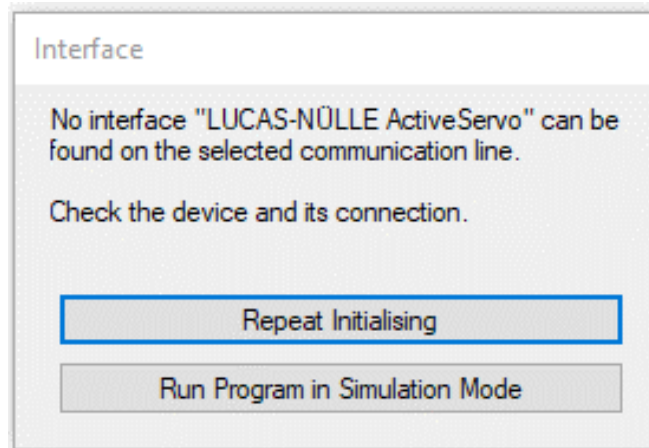 Interface
No interface "LUCAS-NÜLLE ActiveServo" can be
found on the selected communication line.
Check the device and its connection.
Repeat Initialising
Run Program in Simulation Mode